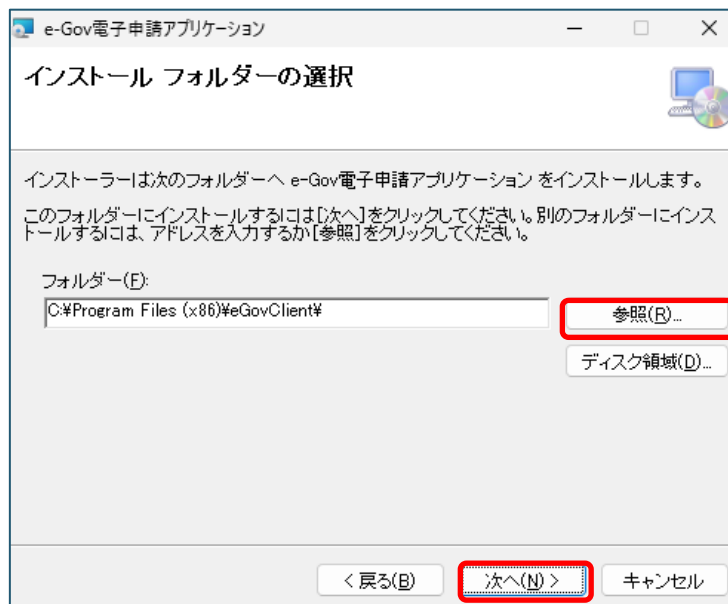 e-Gov電子申請アプリケーション
インストール フォルダーの選択
インストーラーは次のフォルダーへ e-Gov電子申請アプリケーション をインストールします。
このフォルダーにインストールするには[次へ]をクリックしてください。別のフォルダーにインス
トールするには、アドレスを入力するか[参照]をクリックしてください。
フォルダー(F):
C:¥Program Files (x86)¥eGovClient¥
参照(R)...
ディスク領域(D)...
< 戻る(B)
次へ(N) >
キャンセル